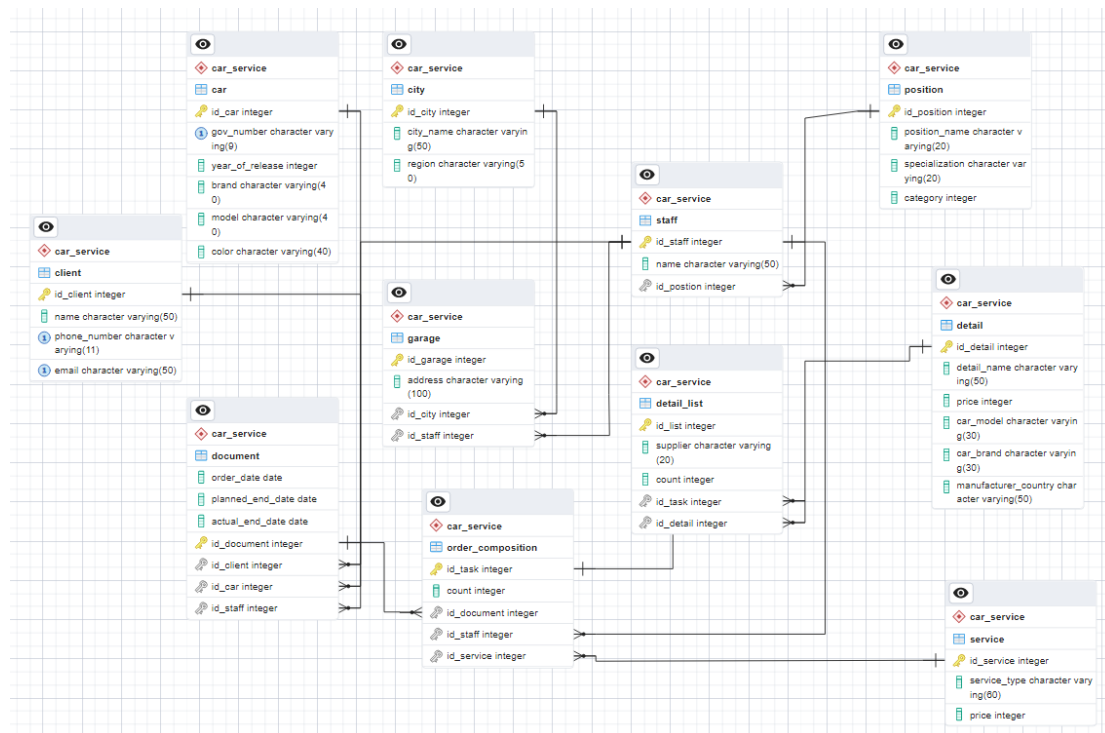 car_service
car
id_car integer
gov_number character vary
ing(9)
year_of_release integer
brand character varying(4
0)
model character varying(4
0)
color character varying(40)
car_service
city
id_city integer
city_name character varyin
g(50)
region character varying(5
0)
car_service
position
id_position integer
position_name character v
arying(20)
specialization character var
ying(20)
category integer
car_service
staff
id_staff integer
name character varying(50)
id_postion integer
car_service
client
id_client integer
name character varying(50)
phone_number character v
arying(11)
email character varying(50)
car_service
garage
id_garage integer
address character varying
(100)
id_city integer
id_staff integer
car_service
detail
id_detail integer
detail_name character vary
ing(50)
price integer
car_model character varyin
g(30)
car_brand character varyin
g(30)
manufacturer_country char
acter varying(50)
car_service
detail_list
id_list integer
supplier character varying
(20)
count integer
id_task integer
id_detail integer
car_service
document
order_date date
planned_end_date date
actual_end_date date
id_document integer
id_client integer
id_car integer
id_staff integer
car_service
order_composition
id_task integer
count integer
id_document integer
id_staff integer
id_service integer
car_service
service
id_service integer
service_type character vary
ing(60)
price integer